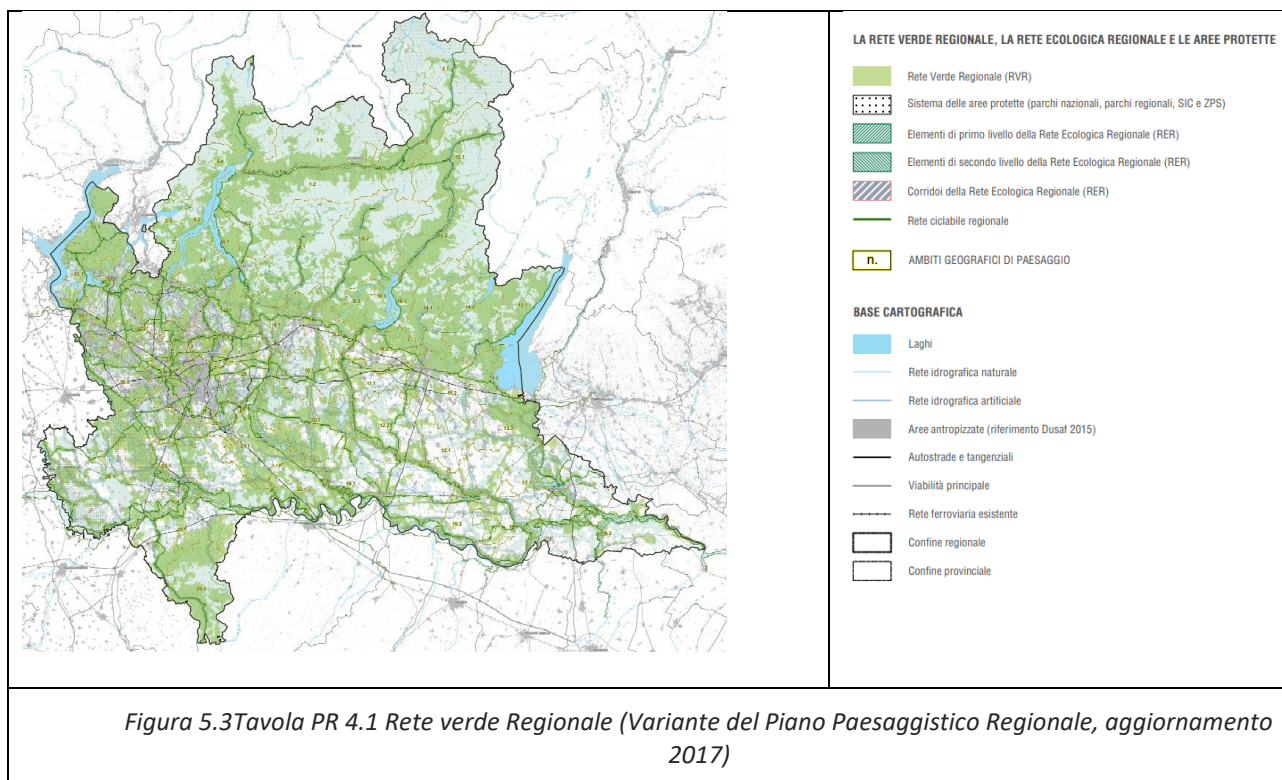 LA RETE VERDE REGIONALE, LA RETE ECOLOGICA REGIONALE E LE AREE PROTETTE
Rete Verde Regionale (RVR)
Sistema delle aree protette (parchi nazionali, parchi regionali, SIC e ZPS)
Elementi di primo livello della Rete Ecologica Regionale (RER)
Elementi di secondo livello della Rete Ecologica Regionale (RER)
Corridoi della Rete Ecologica Regionale (RER)
Rete ciclabile regionale
n. AMBITI GEOGRAFICI DI PAESAGGIO
BASE CARTOGRAFICA
Laghi
Rete idrografica naturale
Rete idrografica artificiale
Aree antropizzate (riferimento Dusaf 2015)
Autostrade e tangenziali
Viabilità principale
Rete ferroviaria esistente
Confine regionale
Confine provinciale
Figura 5.3Tavola PR 4.1 Rete verde Regionale (Variante del Piano Paesaggistico Regionale, aggiornamento
2017)